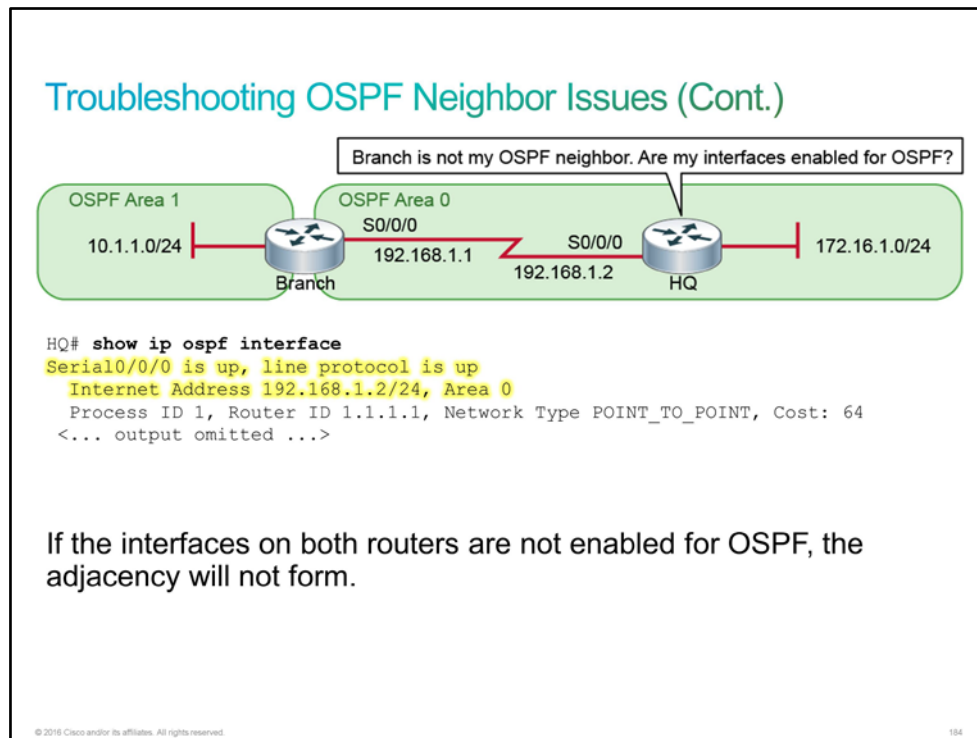 Troubleshooting OSPF Neighbor Issues (Cont.)
Branch is not my OSPF neighbor. Are my interfaces enabled for OSPF?
OSPF Area 1
OSPF Area 0
S0/0/0
10.1.1.0/24
192.168.1.1
S0/0/0
192.168.1.2
172.16.1.0/24
Branch
HQ
HQ# show ip ospf interface
Serial0/0/0 is up, line protocol is up
Internet Address 192.168.1.2/24, Area 0
Process ID 1, Router ID 1.1.1.1, Network Type POINT_TO_POINT, Cost: 64
<... output omitted ...>
If the interfaces on both routers are not enabled for OSPF, the
adjacency will not form.
© 2016 Cisco and/or its affiliates. All rights reserved.
184